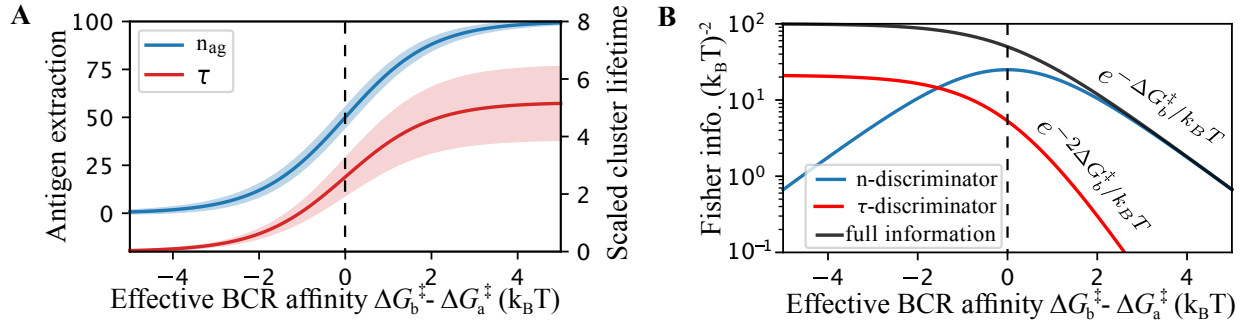 A
Antigen extraction
100
75
50
25
0
n_ag
τ
8
6
4
2
0
Scaled cluster lifetime
−4 −2 0 2 4
Effective BCR affinity ΔG_b^‡- ΔG_a^‡ (k_BT)
B
Fisher info. (k_BT)^-2
10^2
10^1
10^0
10^−1
e^{−ΔG_b^‡/k_BT}
e^{−2ΔG_b^‡/k_BT}
n-discriminator
τ-discriminator
full information
−4 −2 0 2 4
Effective BCR affinity ΔG_b^‡- ΔG_a^‡ (k_BT)